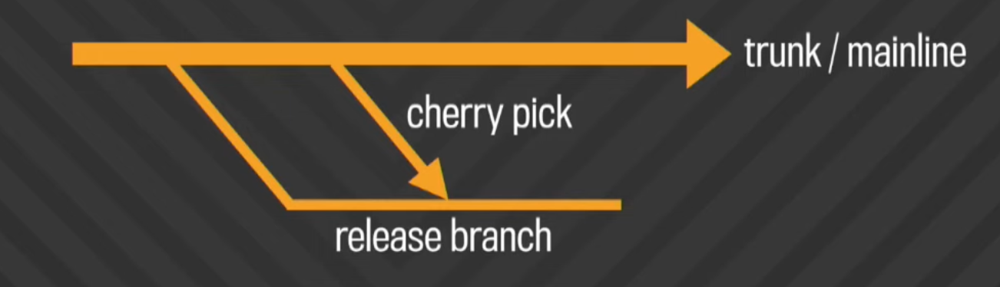 trunk / mainline
cherry pick
release branch